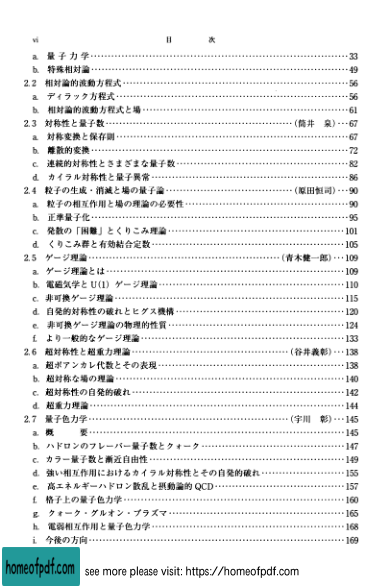 vi 目 次
a. 量子力学……33
b. 特殊相対論……49
2.2 相対論的波動方程式……56
a. ディラック方程式……56
b. 相対論的波動方程式と場……61
2.3 対称性と量子数……(筒井 泉)…67
a. 対称変換と保存則……67
b. 離散的変換……72
c. 連続的対称性とさまざまな量子数……82
d. カイラル対称性と量子異常……86
2.4 粒子の生成・消滅と場の量子論……(原田恒司)…90
a. 粒子の相互作用と場の理論の必要性……90
b. 正準量子化……95
c. 発散の「困難」とくりこみ理論……101
d. くりこみ群と有効結合定数……105
2.5 ゲージ理論……(青木健一郎)…109
a. ゲージ理論とは……109
b. 電磁気学と U(1) ゲージ理論……110
c. 非可換ゲージ理論……115
d. 自発的対称性の破れとヒグス機構……120
e. 非可換ゲージ理論の物理的性質……124
f. より一般的なゲージ理論……133
2.6 超対称性と超重力理論……(谷井義彰)…138
a. 超ポアンカレ代数とその表現……138
b. 超対称な場の理論……140
c. 超対称性の自発的破れ……142
d. 超重力理論……144
2.7 量子色力学……(宇川 彰)…145
a. 概 要……145
b. ハドロンのフレーバー量子数とクォーク……147
c. カラー量子数と漸近自由性……149
d. 強い相互作用におけるカイラル対称性とその自発的破れ……155
e. 高エネルギーハドロン散乱と摂動論的 QCD……157
f. 格子上の量子色力学……160
g. クォーク・グルオン・プラズマ……165
h. 電弱相互作用と量子色力学……168
i. 今後の方向……169
homeofpdf.com see more please visit: https://homeofpdf.com